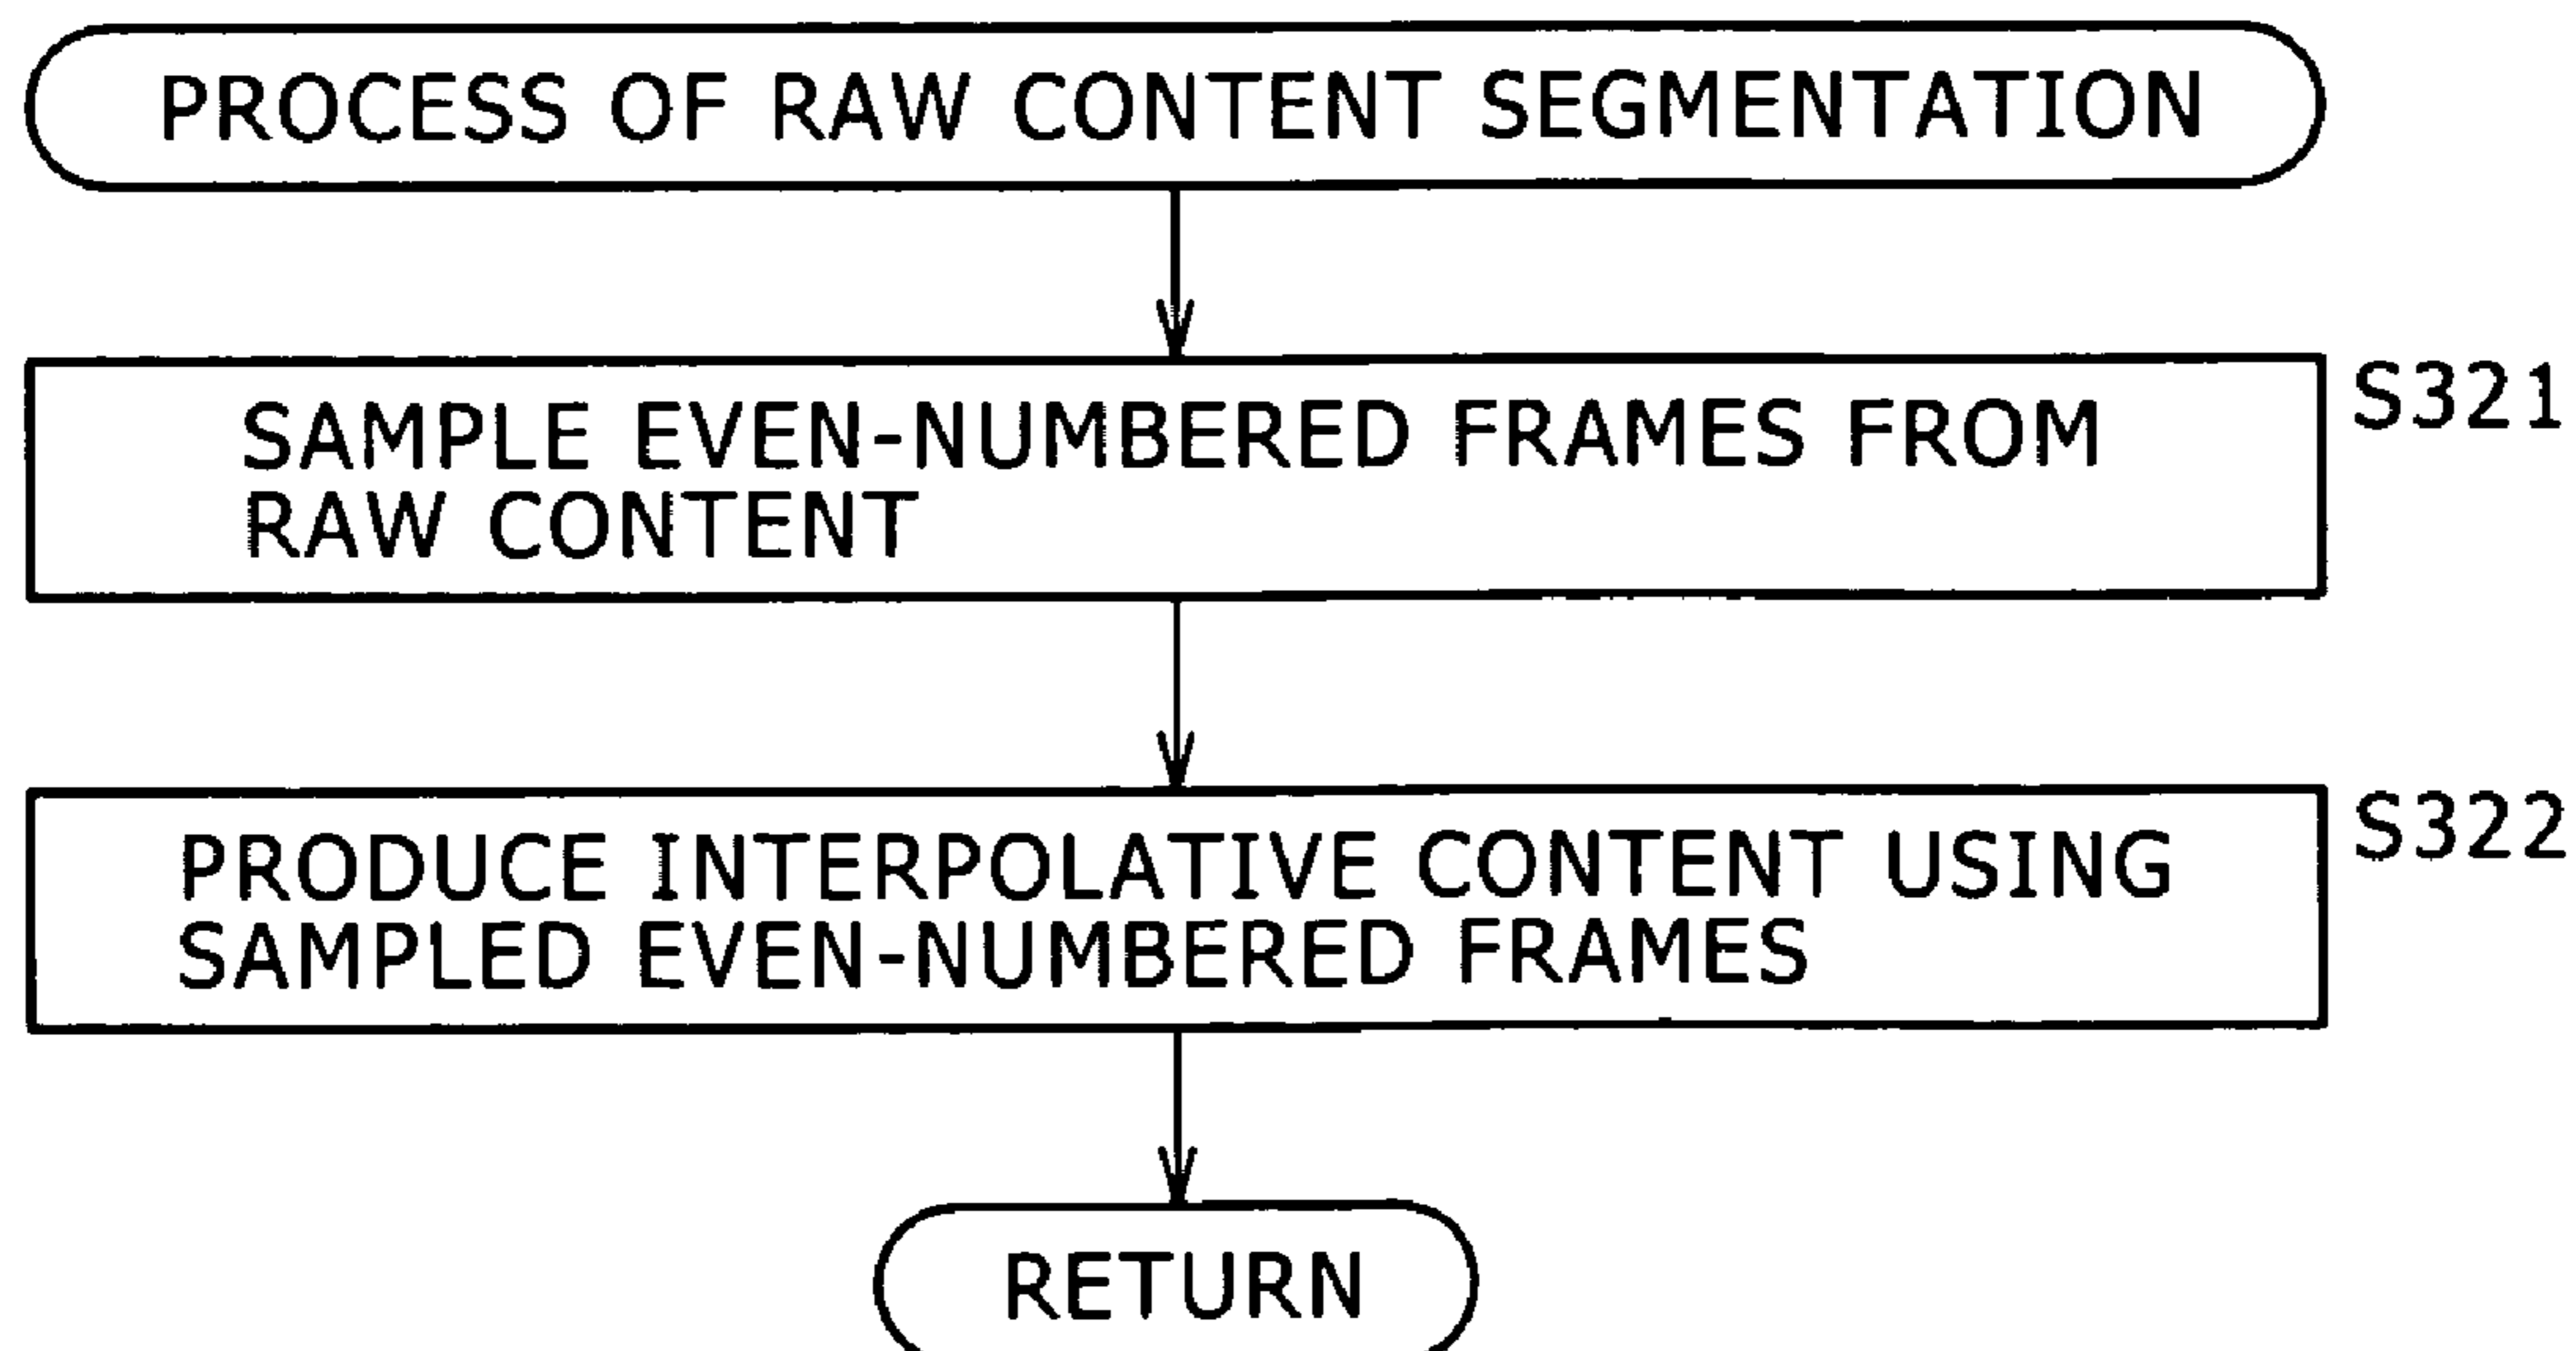 PROCESS OF RAW CONTENT SEGMENTATION
S321
SAMPLE EVEN-NUMBERED FRAMES FROM
RAW CONTENT
S322
PRODUCE INTERPOLATIVE CONTENT USING
SAMPLED EVEN-NUMBERED FRAMES
RETURN